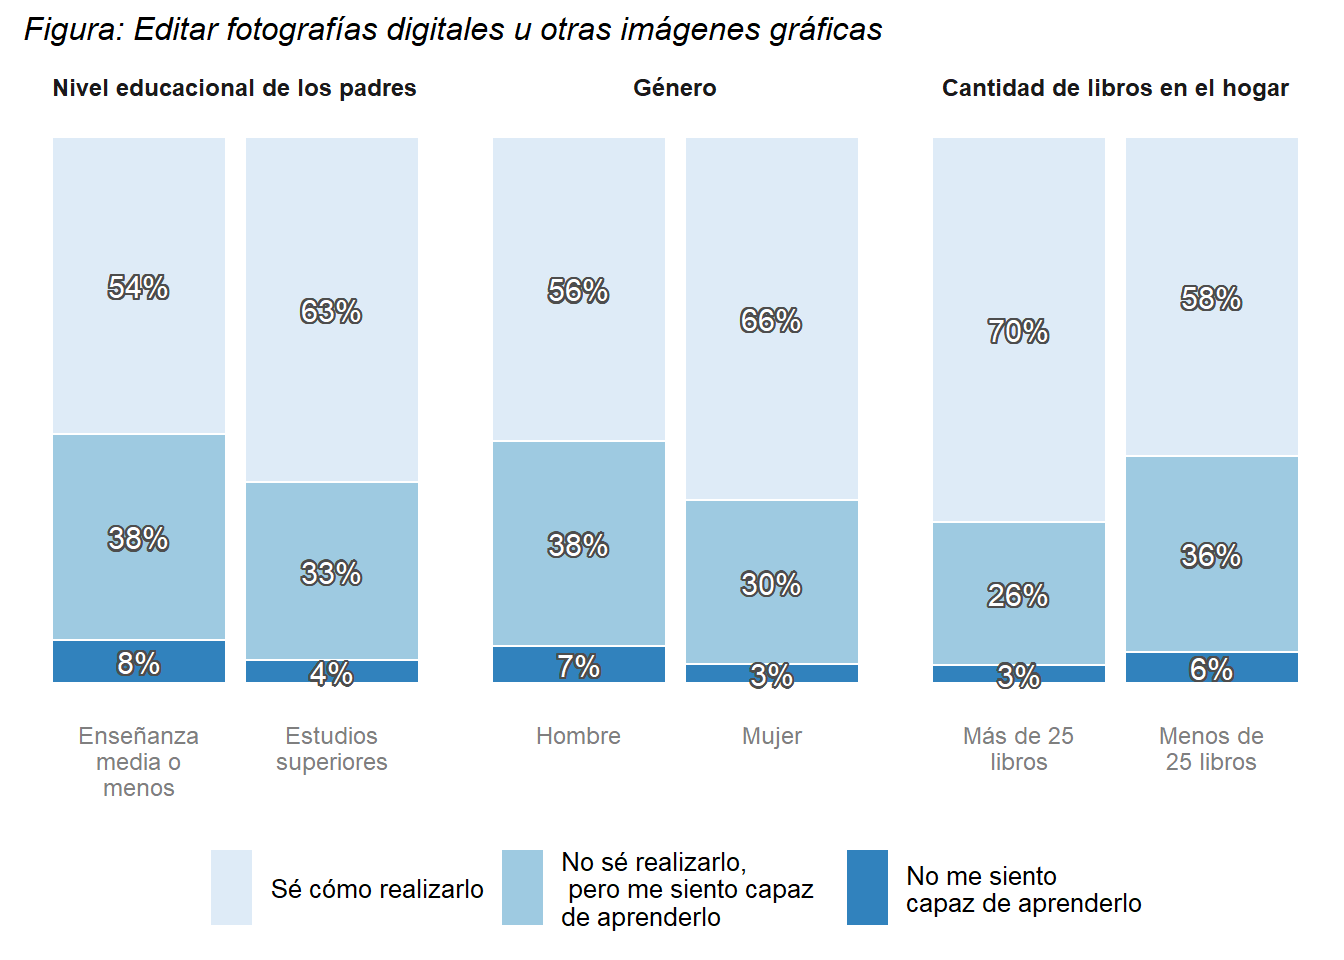 Figura: Editar fotografías digitales u otras imágenes gráficas
Nivel educacional de los padres
Género
Cantidad de libros en el hogar
54%
63%
56%
66%
70%
58%
38%
33%
38%
30%
26%
36%
8%
4%
7%
3%
3%
6%
Enseñanza
media o
menos
Estudios
superiores
Hombre
Mujer
Más de 25
libros
Menos de
25 libros
Sé cómo realizarlo
No sé realizarlo,
pero me siento capaz
de aprenderlo
No me siento
capaz de aprenderlo